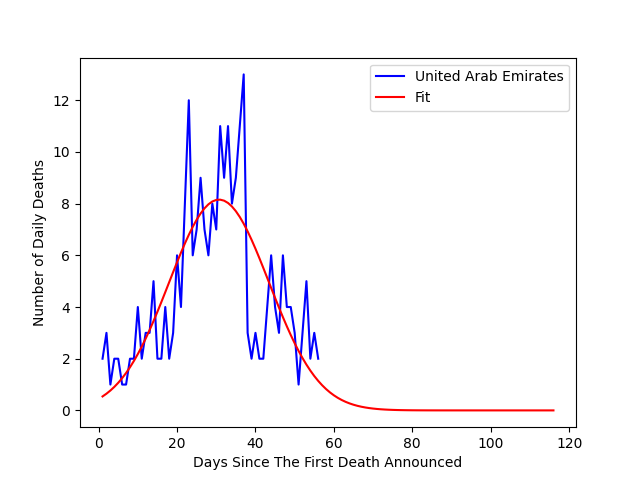 United Arab Emirates
Fit
Number of Daily Deaths
12
10
8
6
4
2
0
0 20 40 60 80 100 120
Days Since The First Death Announced